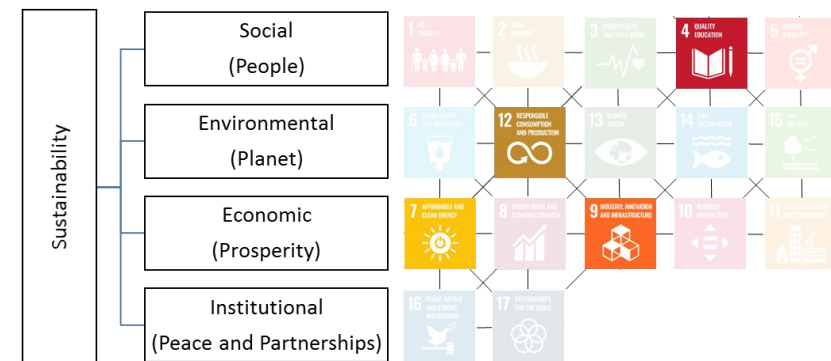 Sustainability
Social
(People)
1 NO
POVERTY
2 ZERO
HUNGER
3 GOOD HEALTH
AND WELL-BEING
4 QUALITY
EDUCATION
5 GENDER
EQUALITY
Environmental
(Planet)
6 CLEAN WATER
AND SANITATION
12 RESPONSIBLE
CONSUMPTION
AND PRODUCTION
13 CLIMATE
ACTION
14 LIFE
BELOW WATER
15 LIFE
ON LAND
Economic
(Prosperity)
7 AFFORDABLE AND
CLEAN ENERGY
8 DECENT WORK AND
ECONOMIC GROWTH
9 INDUSTRY, INNOVATION
AND INFRASTRUCTURE
10 REDUCED
INEQUALITIES
11
Institutional
(Peace and Partnerships)
16 PEACE, JUSTICE
AND STRONG
INSTITUTIONS
17 PARTNERSHIPS
FOR THE GOALS